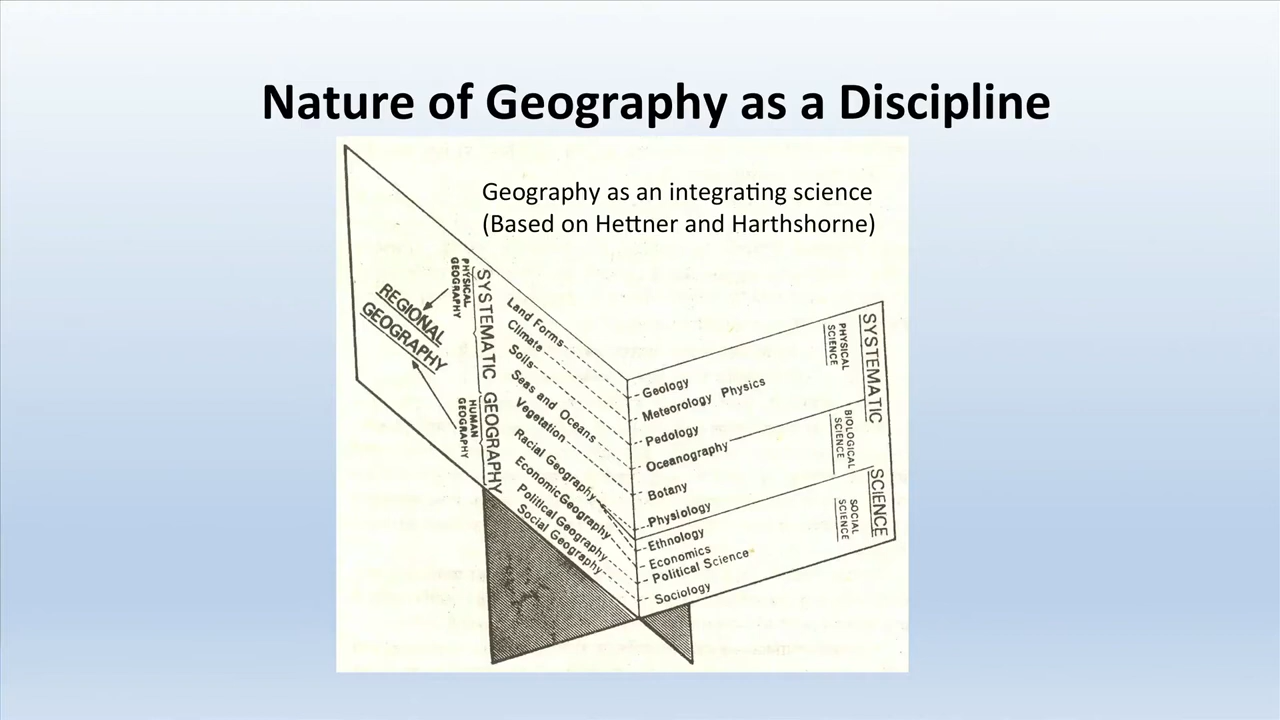 Nature of Geography as a Discipline
Geography as an integrating science
(Based on Hettner and Harthshorne)
REGIONAL
GEOGRAPHY
PHYSICAL
GEOGRAPHY
HUMAN
GEOGRAPHY
SYSTEMATIC GEOGRAPHY
Land Forms
Climate
Soils
Seas and Oceans
Vegetation
Racial Geography
Economic Geography
Political Geography
Social Geography
Geology
Meteorology Physics
Pedology
Oceanography
Botany
Physiology
Ethnology
Economics
Political Science
Sociology
PHYSICAL
SCIENCE
BIOLOGICAL
SCIENCE
SOCIAL
SCIENCE
SYSTEMATIC
SCIENCE